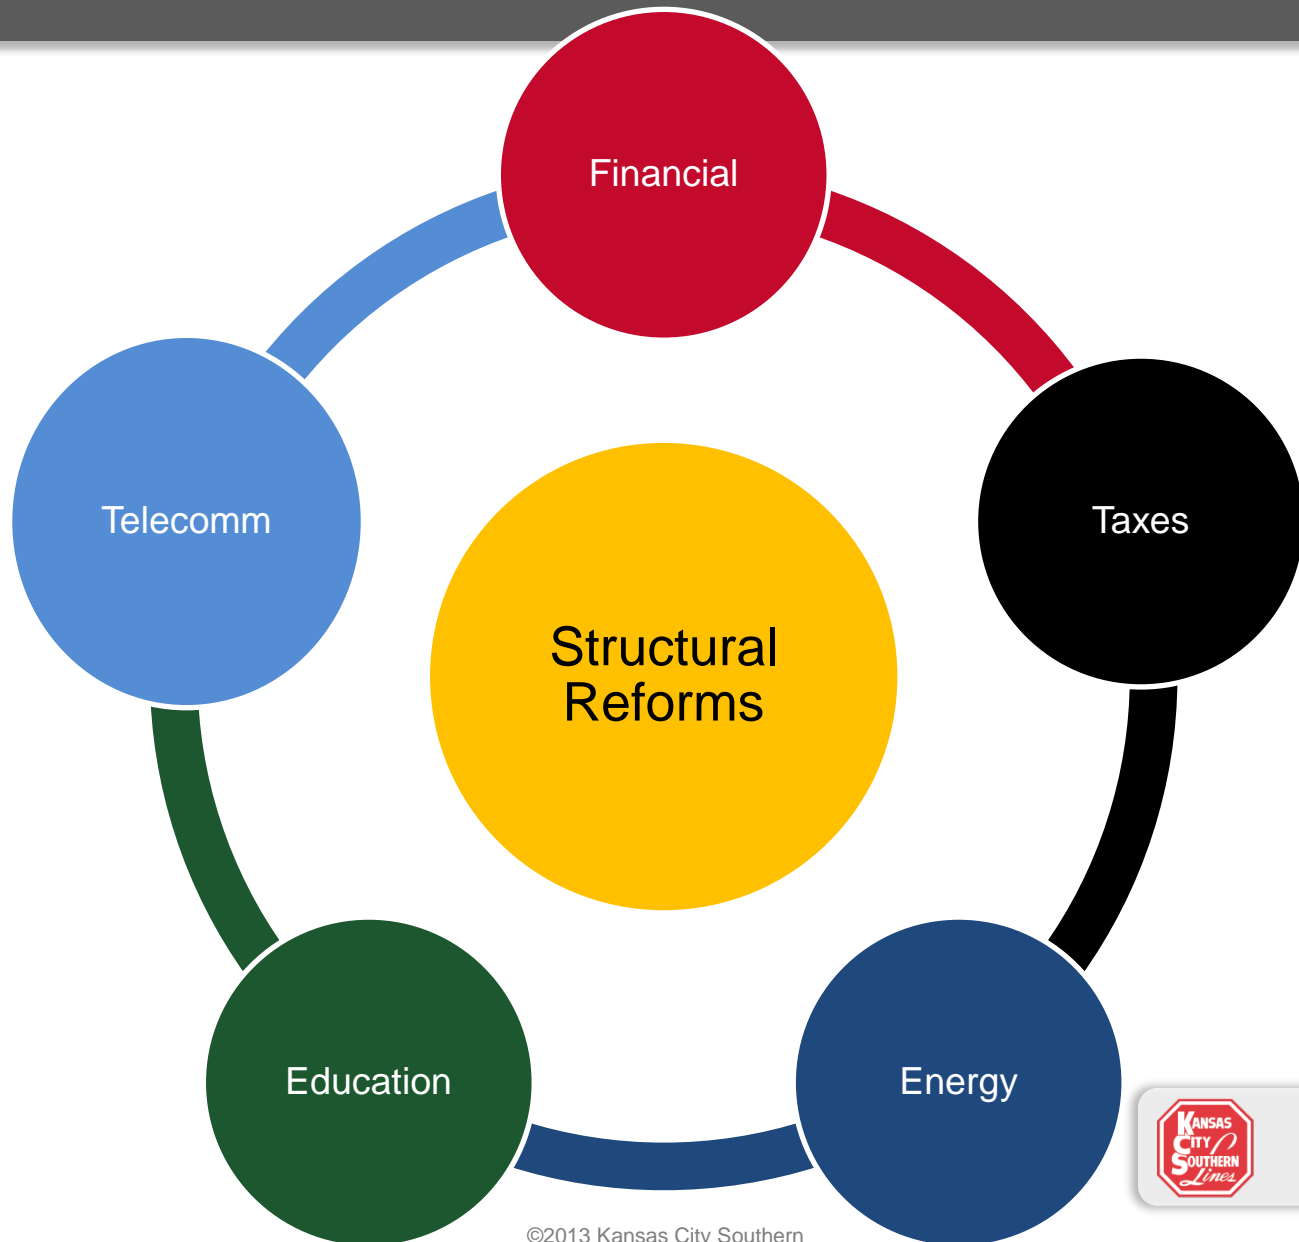 Financial
Telecomm
Taxes
Structural
Reforms
Education
Energy
KANSAS
CITY
SOUTHERN
Lines
©2013 Kansas City Southern